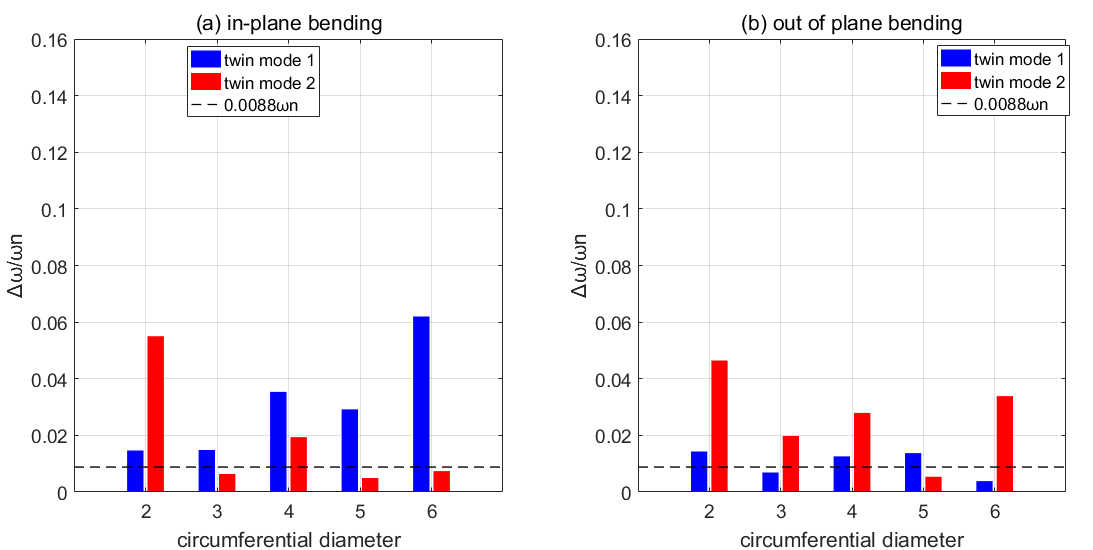 (a) in-plane bending
0.16
0.14
0.12
0.1
0.08
0.06
0.04
0.02
0
Δω/ωn
twin mode 1
twin mode 2
0.0088ωn
2 3 4 5 6
circumferential diameter
(b) out of plane bending
0.16
0.14
0.12
0.1
0.08
0.06
0.04
0.02
0
Δω/ωn
twin mode 1
twin mode 2
0.0088ωn
2 3 4 5 6
circumferential diameter